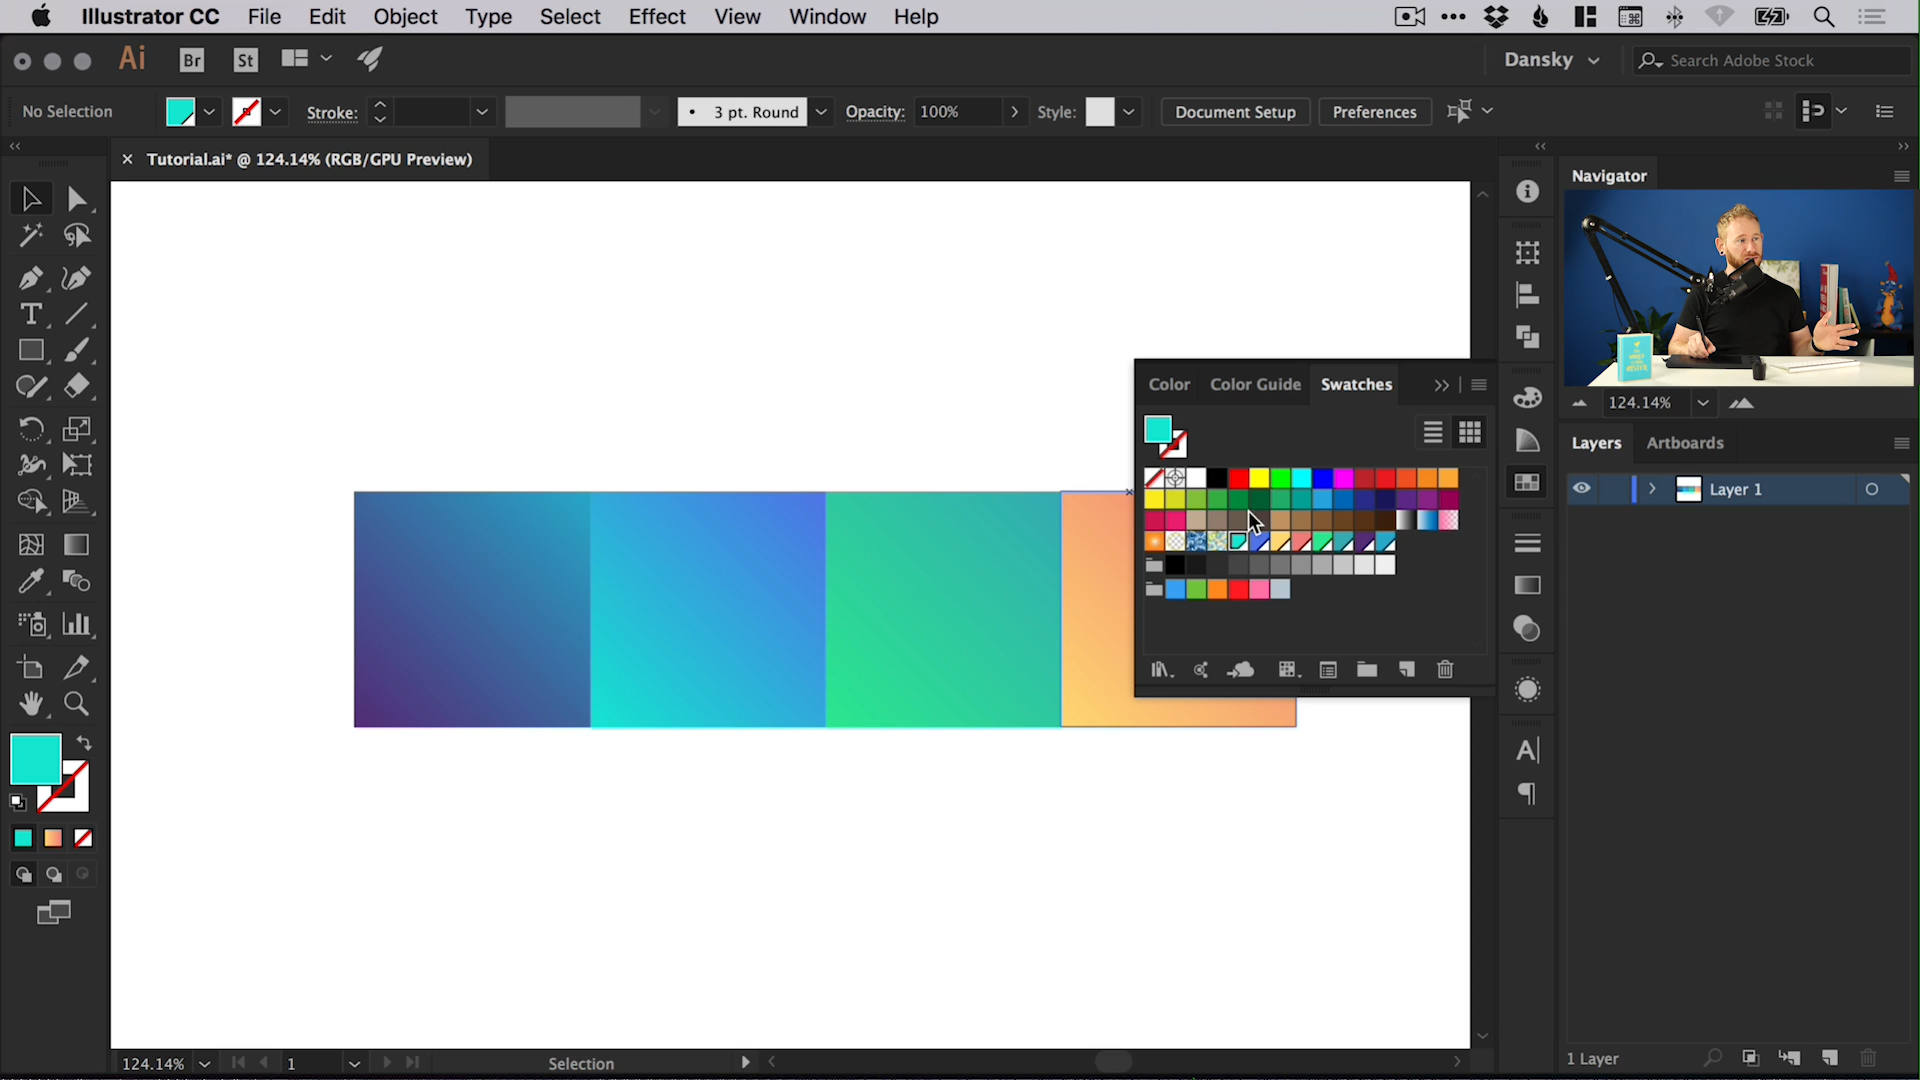 Illustrator CC File Edit Object Type Select Effect View Window Help
Ai Br St Dansky Search Adobe Stock
No Selection Stroke: 3 pt. Round Opacity: 100% Style: Document Setup Preferences
× Tutorial.ai* @ 124.14% (RGB/GPU Preview)
Navigator
124.14%
Color Color Guide Swatches
Layers Artboards
Layer 1
124.14% 1 Selection
1 Layer